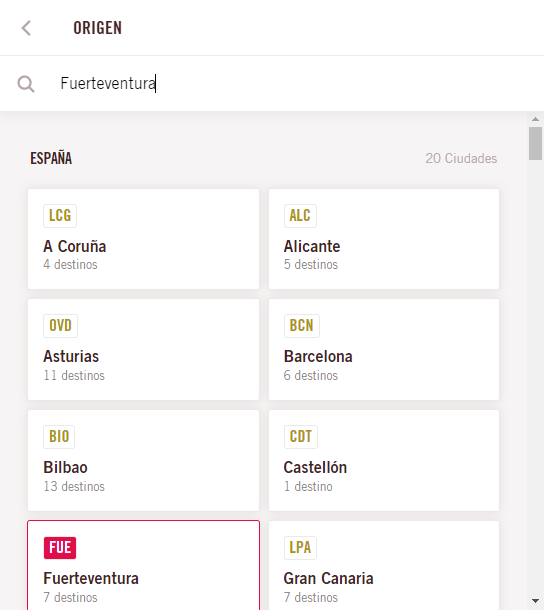 ORIGEN
Fuerteventura
ESPAÑA
20 Ciudades
LCG
A Coruña
4 destinos
ALC
Alicante
5 destinos
OVD
Asturias
11 destinos
BCN
Barcelona
6 destinos
BIO
Bilbao
13 destinos
CDT
Castellón
1 destino
FUE
Fuerteventura
7 destinos
LPA
Gran Canaria
7 destinos